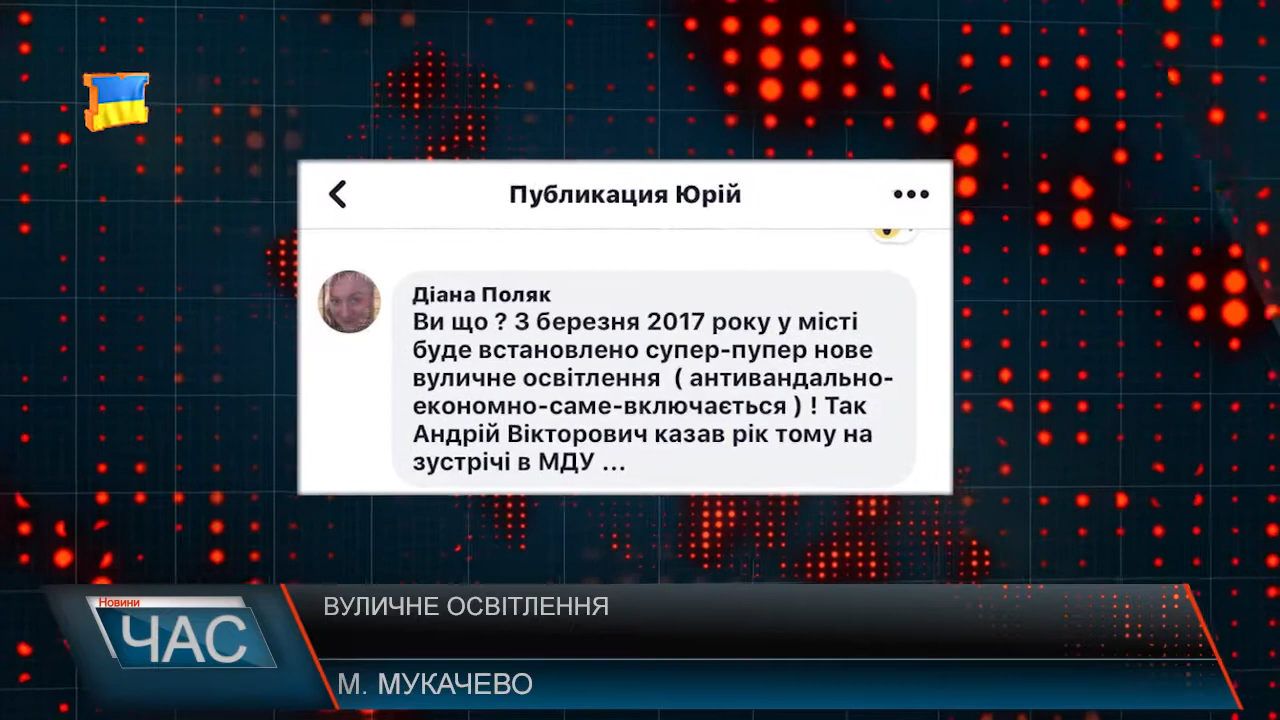 Публикация Юрій
Діана Поляк
Ви що ? З березня 2017 року у місті
буде встановлено супер-пупер нове
вуличне освітлення ( антивандально-
економно-саме-включається ) ! Так
Андрій Вікторович казав рік тому на
зустрічі в МДУ ...
Новини
ЧАС
ВУЛИЧНЕ ОСВІТЛЕННЯ
М. МУКАЧЕВО